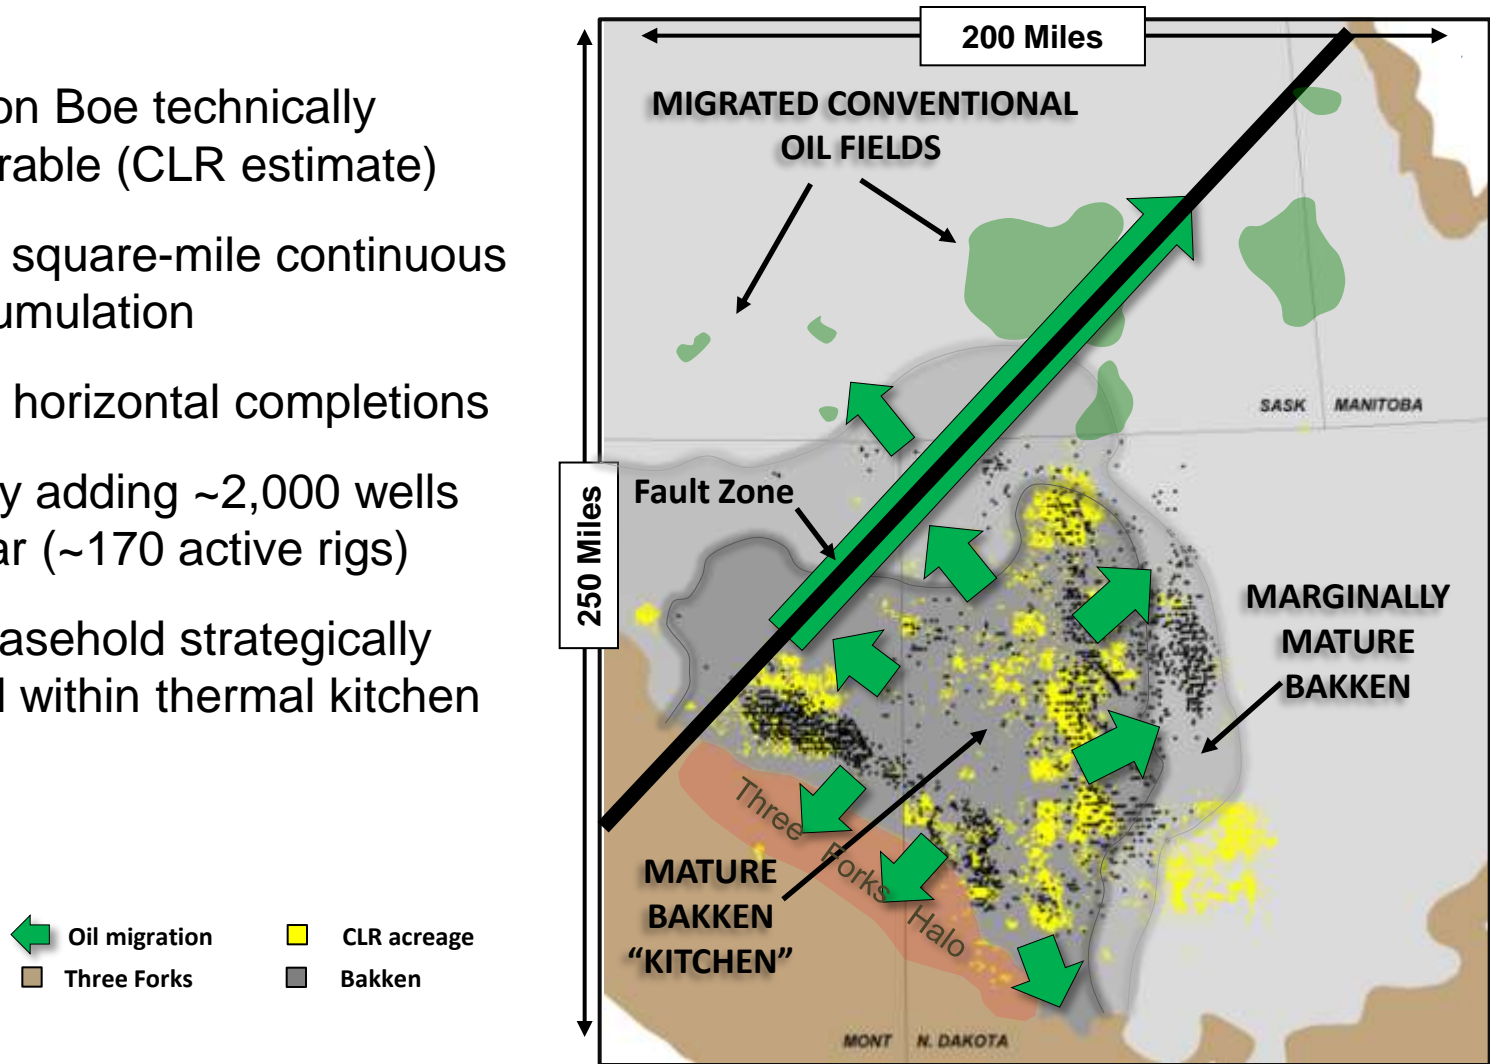 on Boe technically
rable (CLR estimate)
square-mile continuous
umulation
horizontal completions
y adding ~2,000 wells
ar (~170 active rigs)
asehold strategically
l within thermal kitchen
Oil migration
CLR acreage
Three Forks
Bakken
200 Miles
250 Miles
MIGRATED CONVENTIONAL
OIL FIELDS
SASK
MANITOBA
Fault Zone
MARGINALLY
MATURE
BAKKEN
Three Forks Halo
MATURE
BAKKEN
“KITCHEN”
MONT
N. DAKOTA